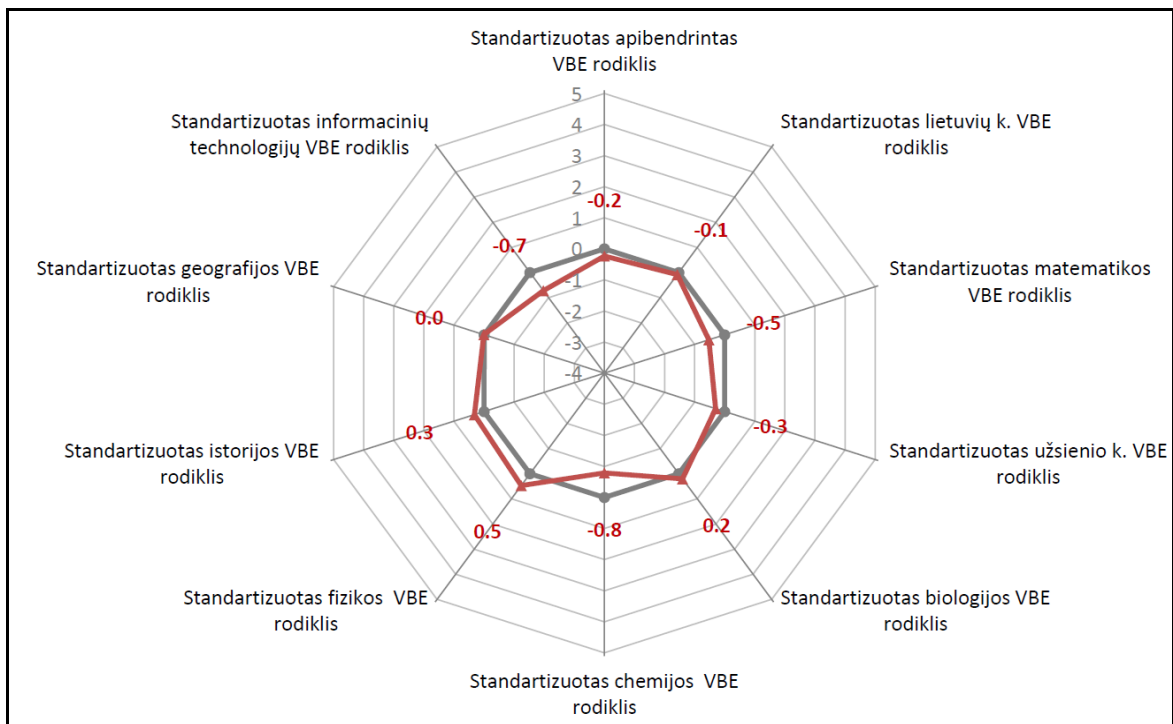 Standartizuotas apibendrintas
VBE rodiklis
Standartizuotas lietuvių k. VBE
rodiklis
Standartizuotas matematikos
VBE rodiklis
Standartizuotas užsienio k. VBE
rodiklis
Standartizuotas biologijos VBE
rodiklis
Standartizuotas chemijos VBE
rodiklis
Standartizuotas fizikos VBE
rodiklis
Standartizuotas istorijos VBE
rodiklis
Standartizuotas geografijos VBE
rodiklis
Standartizuotas informacinių
technologijų VBE rodiklis
5
4
3
2
1
0
-1
-2
-3
-4
-0.2
-0.1
-0.5
-0.3
0.2
-0.8
0.5
0.3
0.0
-0.7